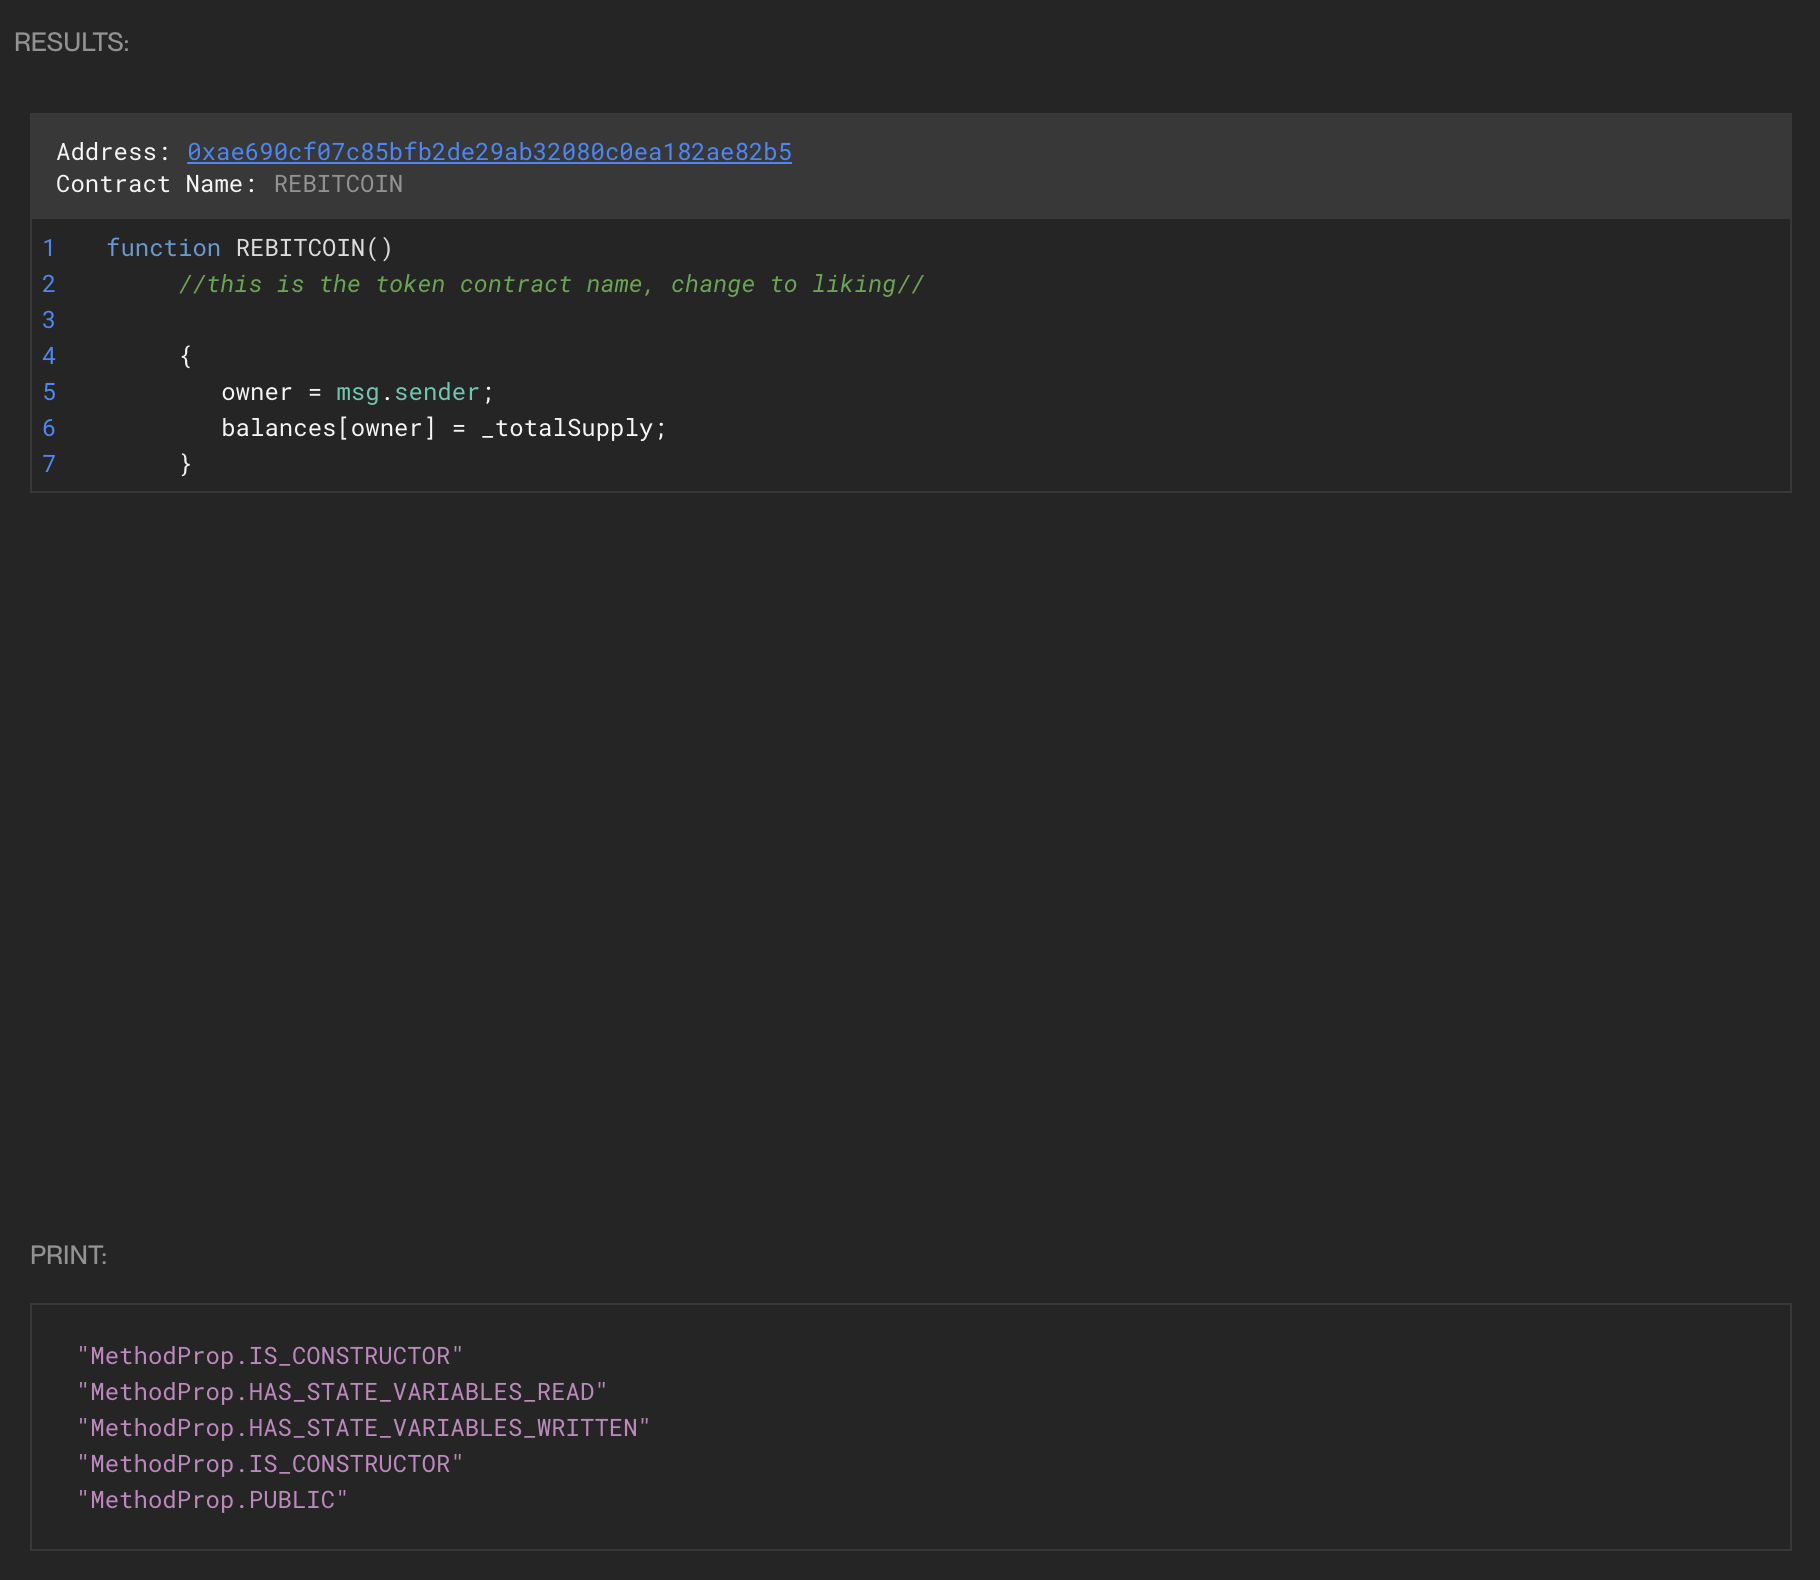 RESULTS:
Address: 0xae690cf07c85bfb2de29ab32080c0ea182ae82b5
Contract Name: REBITCOIN
1 function REBITCOIN()
2 //this is the token contract name, change to liking//
3
4 {
5 owner = msg.sender;
6 balances[owner] = _totalSupply;
7 }
PRINT:
"MethodProp.IS_CONSTRUCTOR"
"MethodProp.HAS_STATE_VARIABLES_READ"
"MethodProp.HAS_STATE_VARIABLES_WRITTEN"
"MethodProp.IS_CONSTRUCTOR"
"MethodProp.PUBLIC"